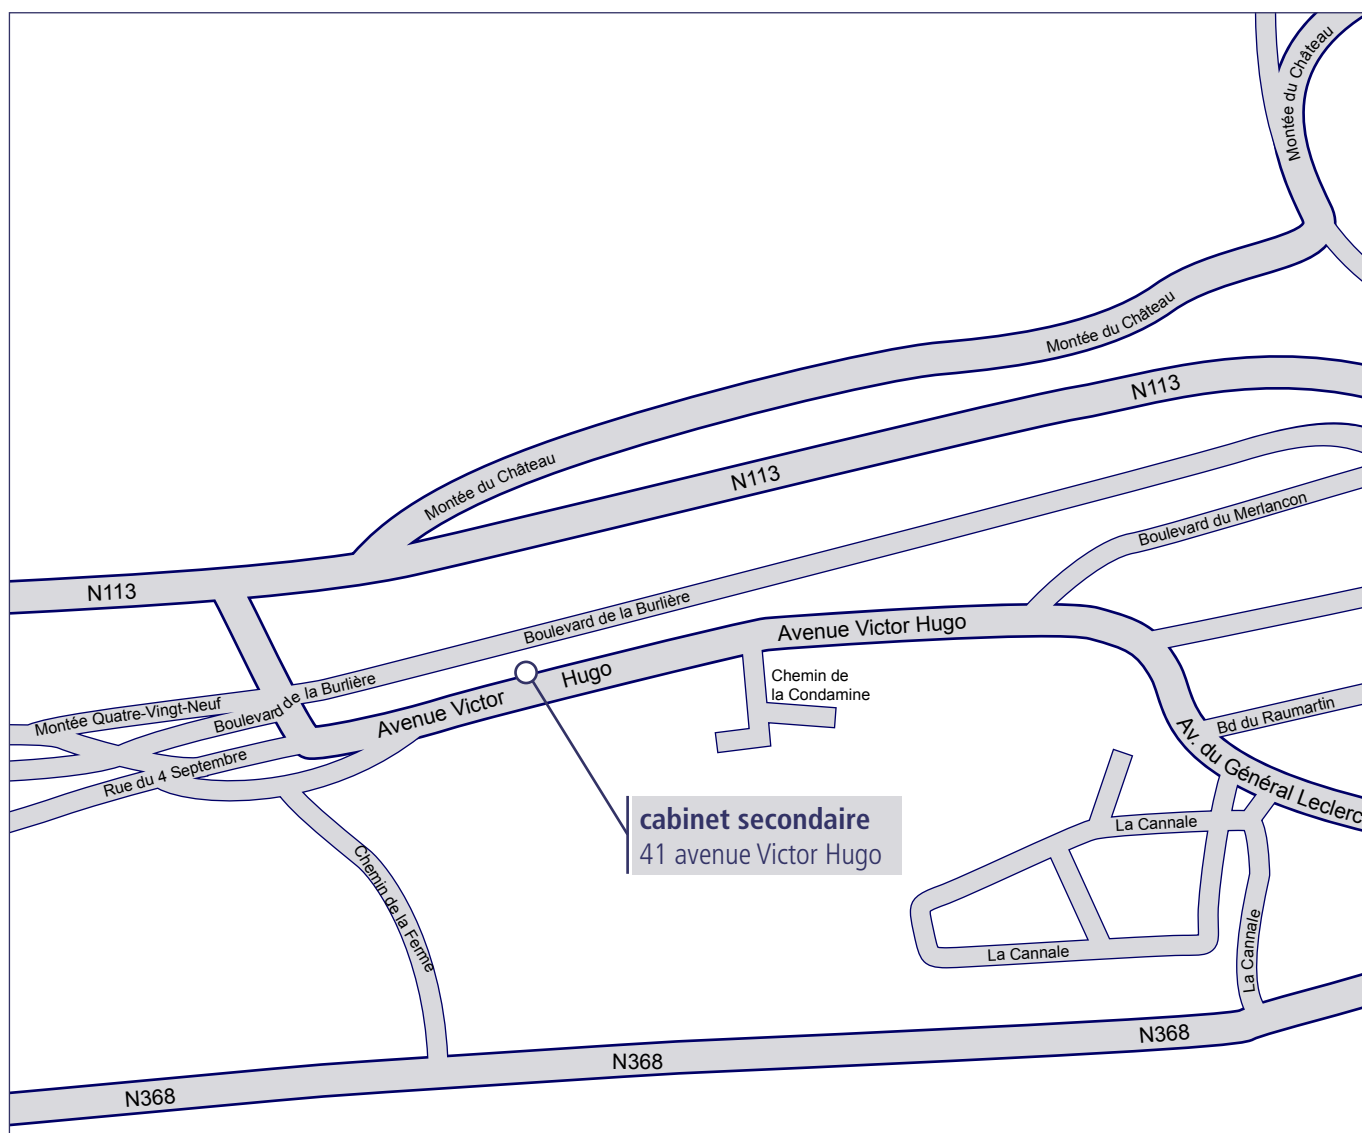 Montée du Château
Montée du Château
Montée du Château
N113
N113
N113
Boulevard du Merlancon
Boulevard de la Burlière
Avenue Victor Hugo
Chemin de
la Condamine
Boulevard de la Burlière
Montée Quatre-Vingt-Neuf
Avenue Victor Hugo
Rue du 4 Septembre
Bd du Raumartin
Av. du Général Leclerc
cabinet secondaire
41 avenue Victor Hugo
La Cannale
Chemin de la Ferme
La Cannale
La Cannale
N368
N368
N368